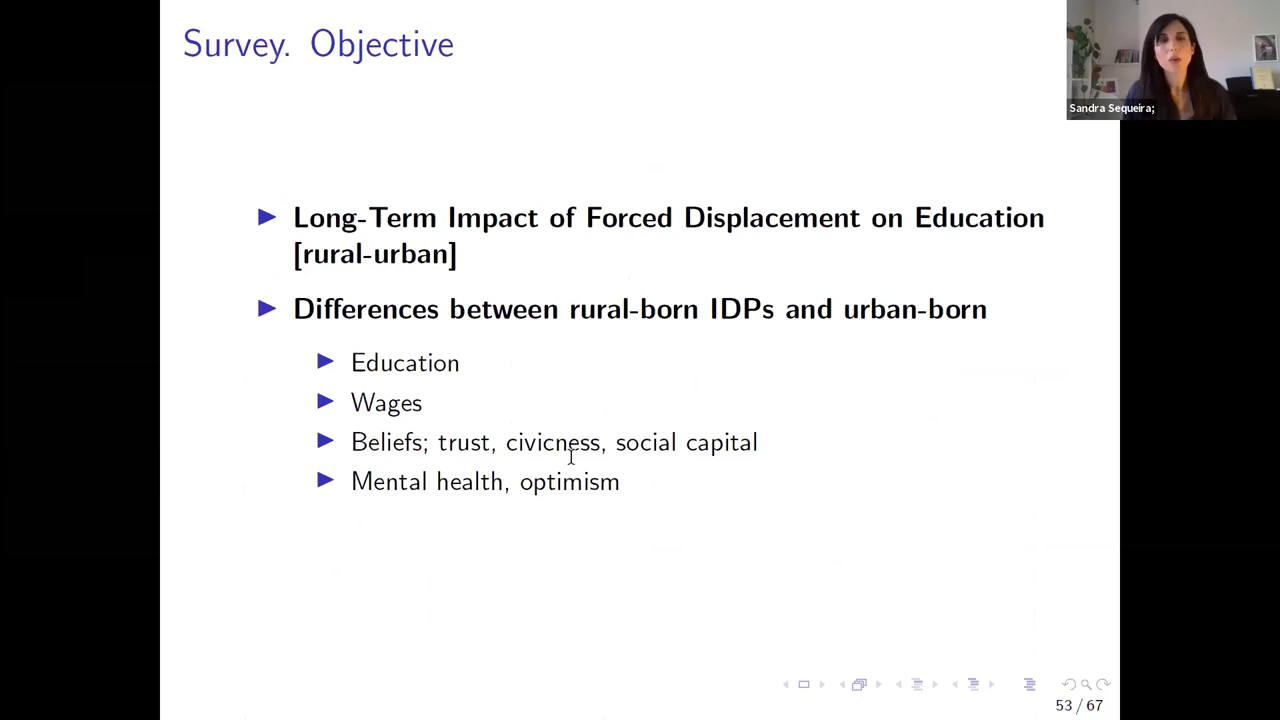 Survey. Objective
Sandra Sequeira;
Long-Term Impact of Forced Displacement on Education
[rural-urban]
Differences between rural-born IDPs and urban-born
Education
Wages
Beliefs; trust, civicness, social capital
Mental health, optimism
53 / 67